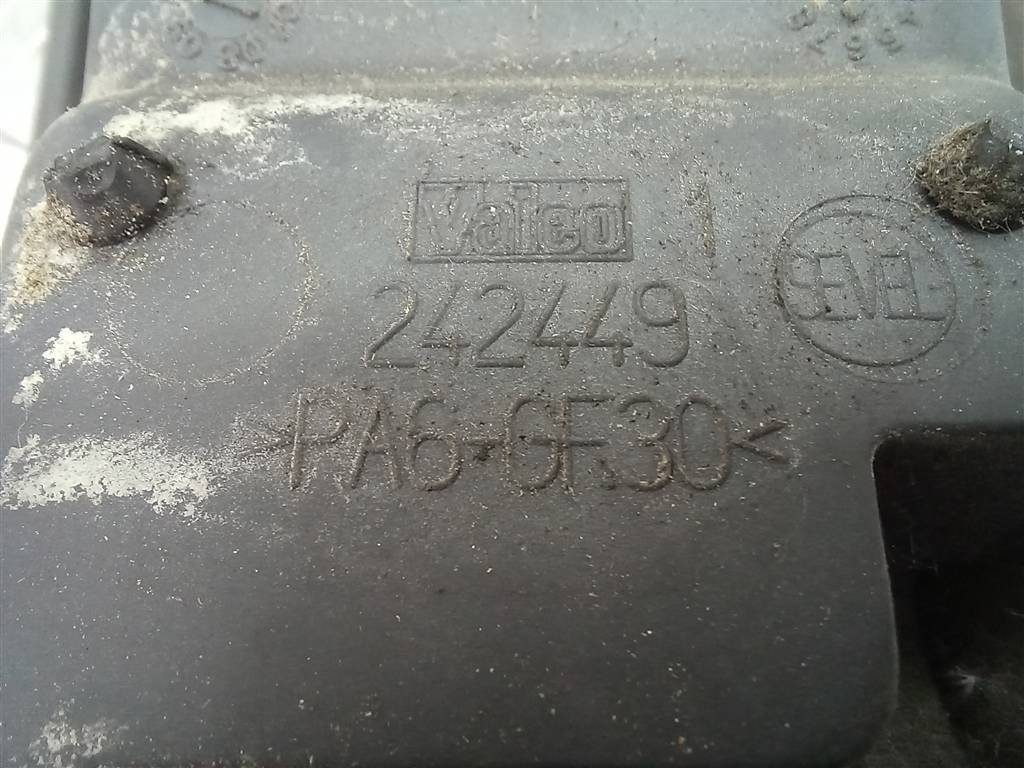 Valeo
SEVEL
242449
>PA6-GF30<